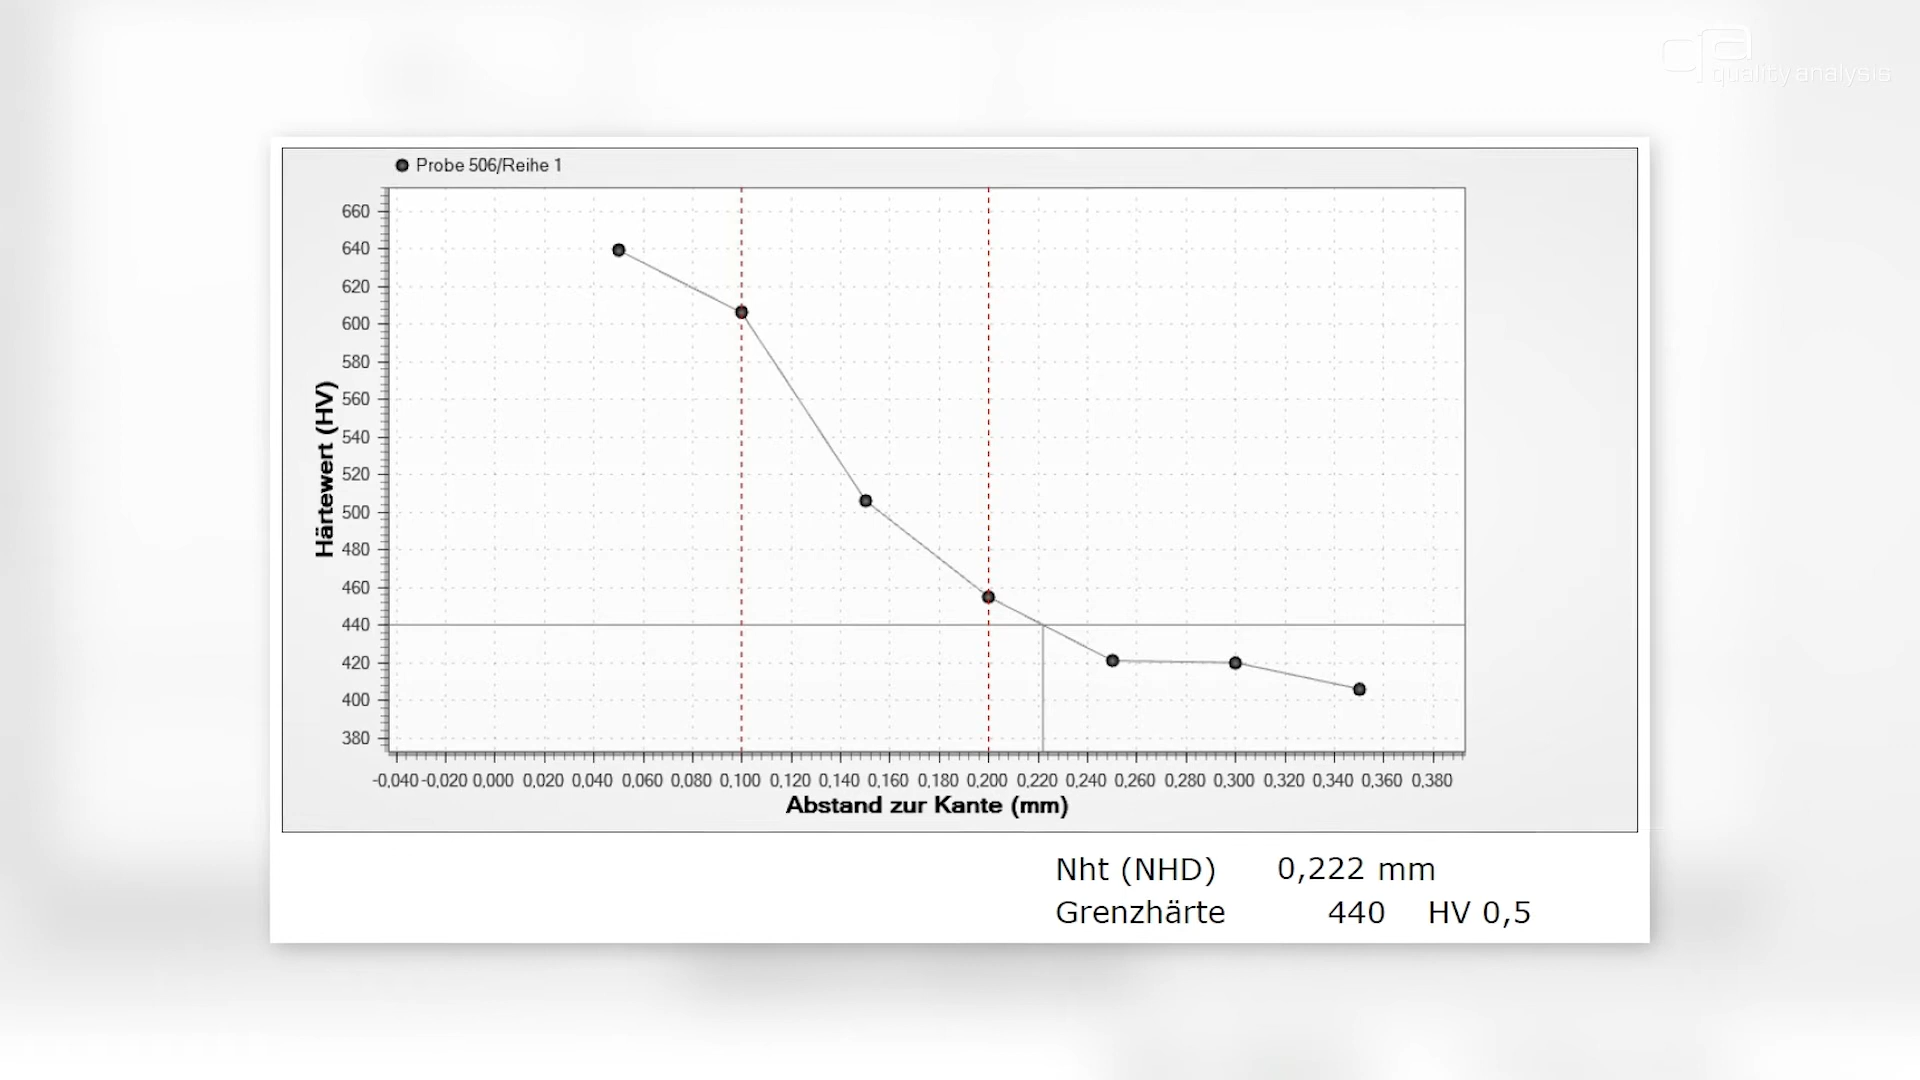 qa
quality analysis
Probe 506/Reihe 1
660
640
620
600
580
560
540
520
500
480
460
440
420
400
380
Härtewert (HV)
-0,040 -0,020 0,000 0,020 0,040 0,060 0,080 0,100 0,120 0,140 0,160 0,180 0,200 0,220 0,240 0,260 0,280 0,300 0,320 0,340 0,360 0,380
Abstand zur Kante (mm)
Nht (NHD) 0,222 mm
Grenzhärte 440 HV 0,5